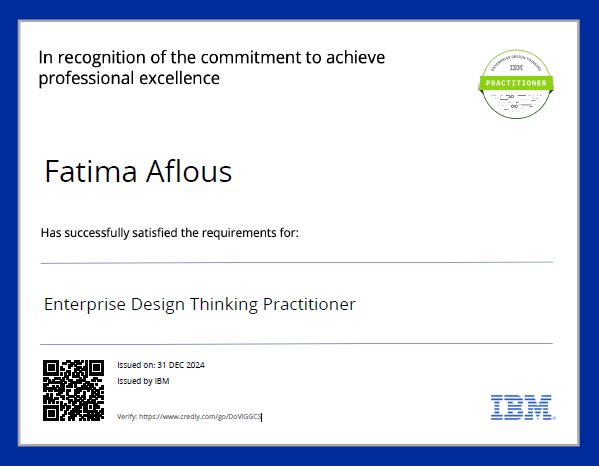 In recognition of the commitment to achieve
professional excellence
ENTERPRISE DESIGN THINKING
IBM
PRACTITIONER
Fatima Aflous
Has successfully satisfied the requirements for:
Enterprise Design Thinking Practitioner
Issued on: 31 DEC 2024
Issued by IBM
Verify: https://www.credly.com/go/DoVIGGCS
IBM